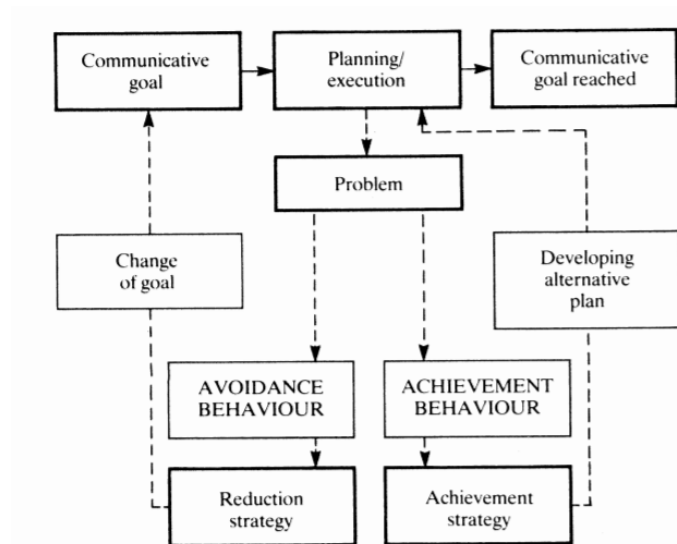 Communicative
goal
Planning/
execution
Communicative
goal reached
Problem
Change
of goal
Developing
alternative
plan
AVOIDANCE
BEHAVIOUR
ACHIEVEMENT
BEHAVIOUR
Reduction
strategy
Achievement
strategy